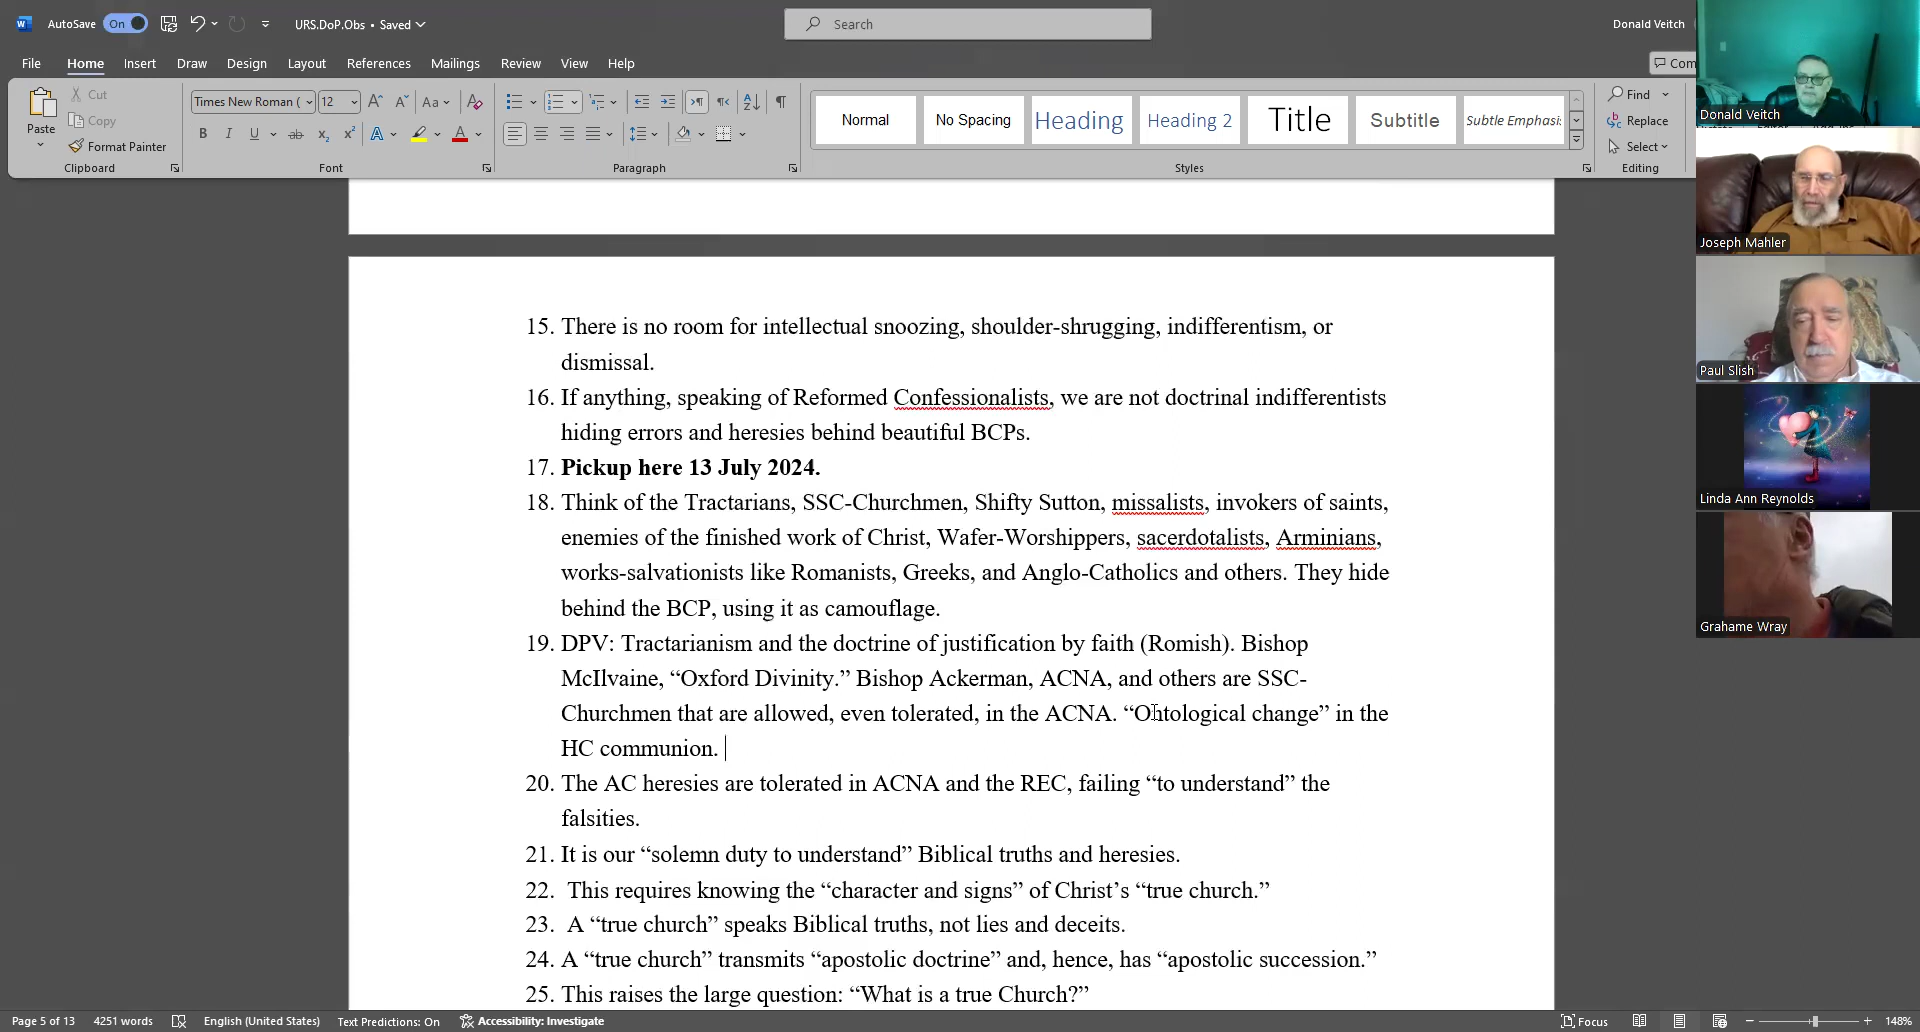 AutoSave On URS.DoP.Obs • Saved Search Donald Veitch
File Home Insert Draw Design Layout References Mailings Review View Help Com
Paste Cut Copy Format Painter
Times New Roman ( 12
Normal No Spacing Heading Heading 2 Title Subtitle Subtle Emphasi
Find Replace Select
Clipboard Font Paragraph Styles Editing
15. There is no room for intellectual snoozing, shoulder-shrugging, indifferentism, or
dismissal.
16. If anything, speaking of Reformed Confessionalists, we are not doctrinal indifferentists
hiding errors and heresies behind beautiful BCPs.
17. Pickup here 13 July 2024.
18. Think of the Tractarians, SSC-Churchmen, Shifty Sutton, missalists, invokers of saints,
enemies of the finished work of Christ, Wafer-Worshippers, sacerdotalists, Arminians,
works-salvationists like Romanists, Greeks, and Anglo-Catholics and others. They hide
behind the BCP, using it as camouflage.
19. DPV: Tractarianism and the doctrine of justification by faith (Romish). Bishop
McIlvaine, “Oxford Divinity.” Bishop Ackerman, ACNA, and others are SSC-
Churchmen that are allowed, even tolerated, in the ACNA. “Ontological change” in the
HC communion.
20. The AC heresies are tolerated in ACNA and the REC, failing “to understand” the
falsities.
21. It is our “solemn duty to understand” Biblical truths and heresies.
22. This requires knowing the “character and signs” of Christ’s “true church.”
23. A “true church” speaks Biblical truths, not lies and deceits.
24. A “true church” transmits “apostolic doctrine” and, hence, has “apostolic succession.”
25. This raises the large question: “What is a true Church?”
Donald Veitch
Joseph Mahler
Paul Slish
Linda Ann Reynolds
Grahame Wray
Page 5 of 13 4251 words English (United States) Text Predictions: On Accessibility: Investigate Focus 148%